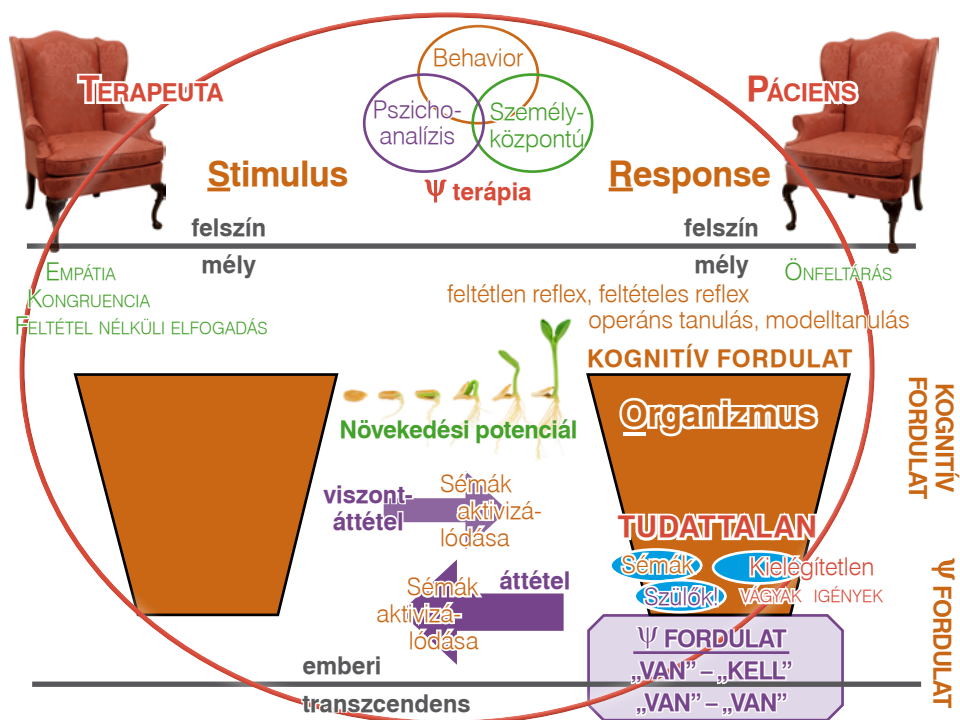 Behavior
Pszicho-
analízis
Személy-
központú
TERAPEUTA
PÁCIENS
Stimulus
Ψ terápia
Response
felszín
felszín
mély
mély
EMPÁTIA
KONGRUENCIA
FELTÉTEL NÉLKÜLI ELFOGADÁS
ÖNFELTÁRÁS
feltétlen reflex, feltételes reflex
operáns tanulás, modelltanulás
KOGNITÍV FORDULAT
Organizmus
Növekedési potenciál
KOGNITÍV
FORDULAT
viszont-
áttétel
Sémák
aktivizá-
lódása
TUDATTALAN
Sémák
Kielégítetlen
VÁGYAK IGÉNYEK
Szülők!
áttétel
Sémák
aktivizá-
lódása
Ψ FORDULAT
Ψ FORDULAT
„VAN” – „KELL”
„VAN” – „VAN”
emberi
transzcendens